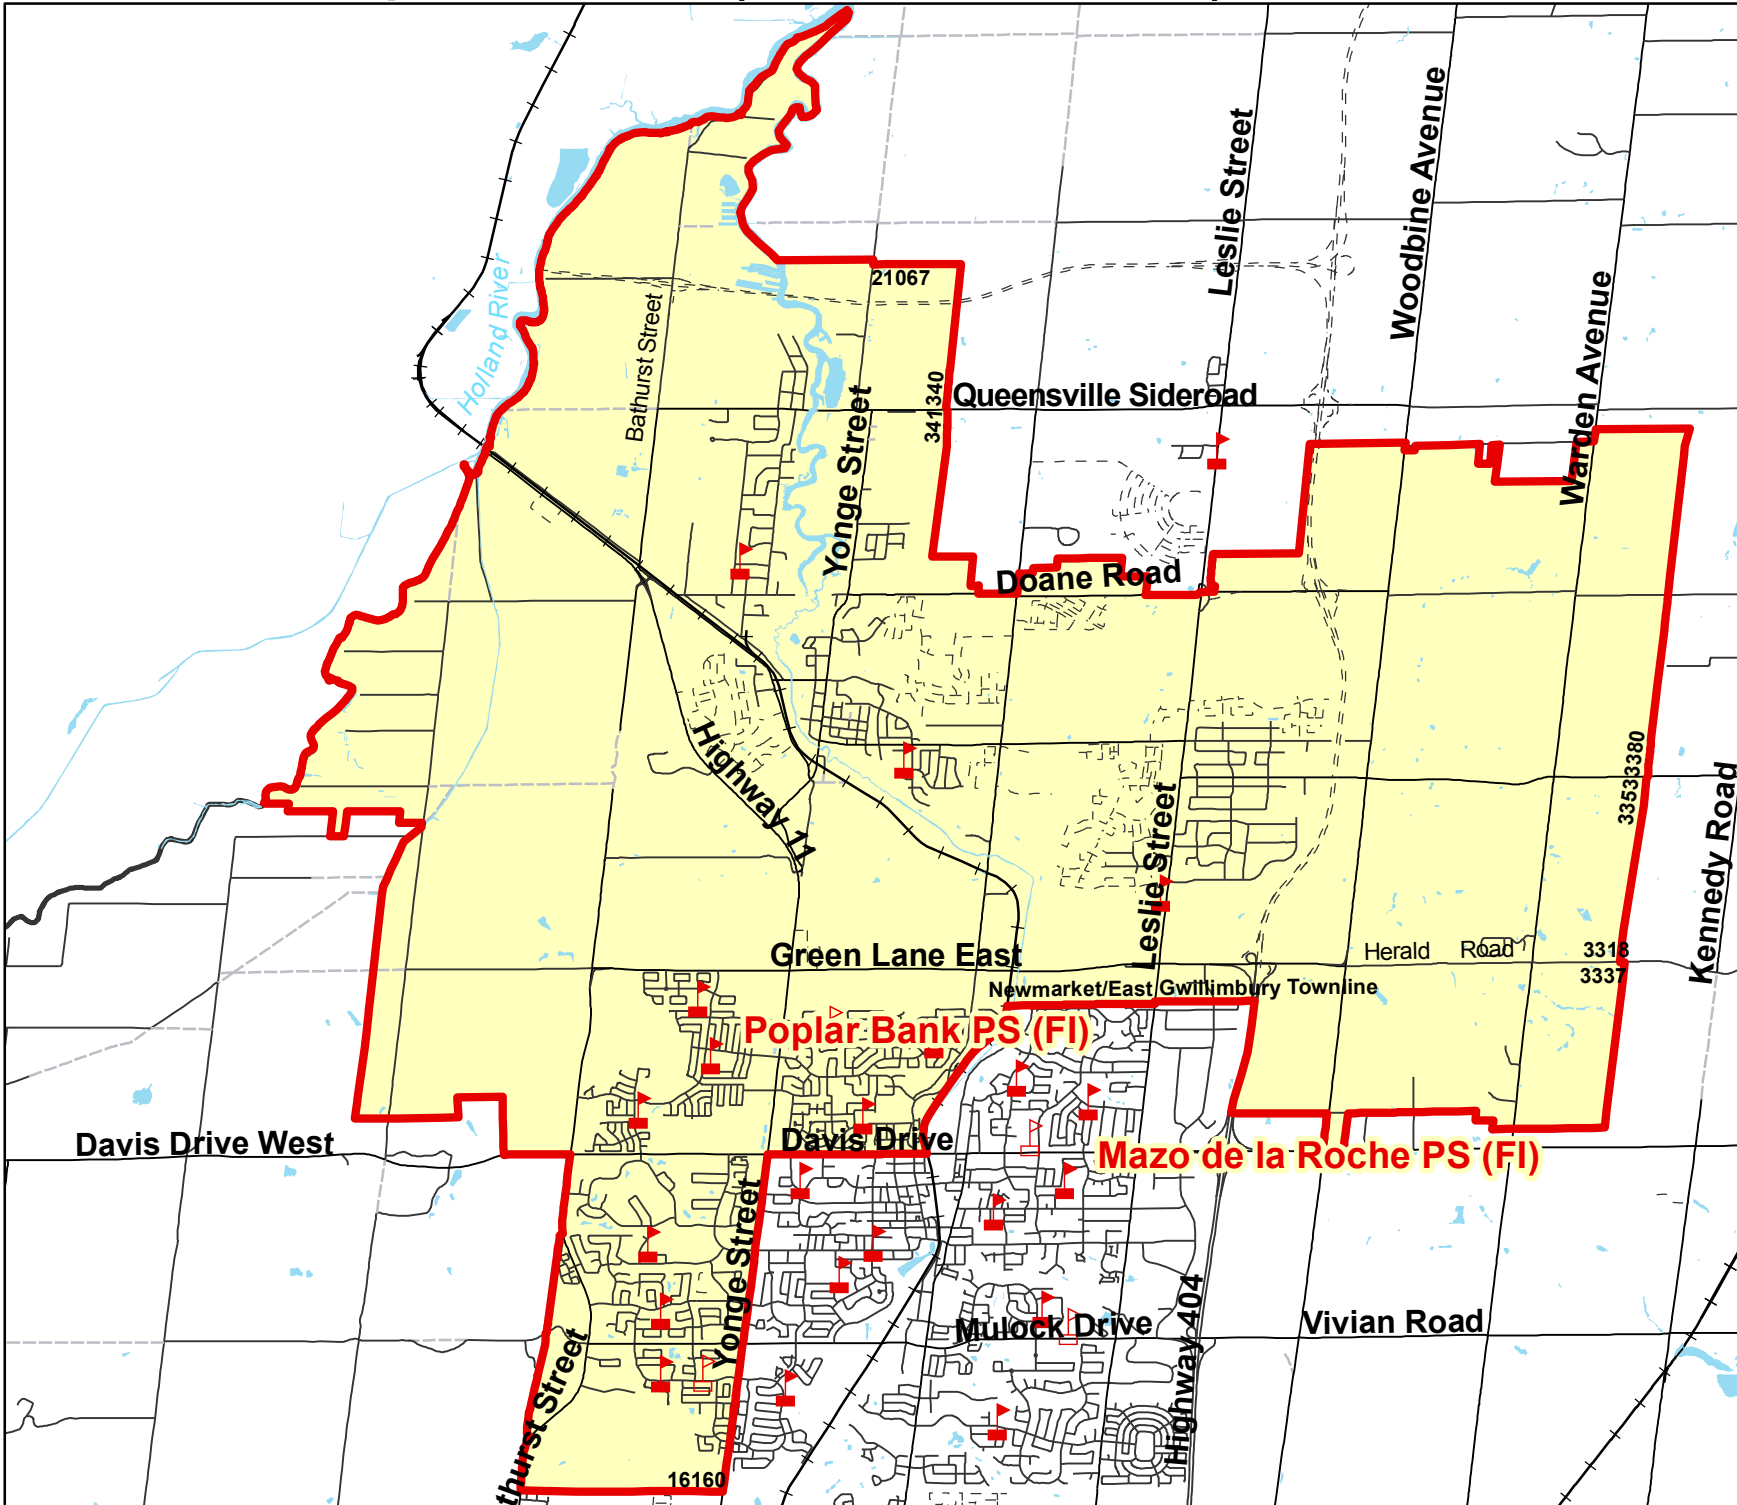 Leslie Street
Woodbine Avenue
21067
Holland River
Bathurst Street
Warden Avenue
341 340
Queensville Sideroad
Yonge Street
Doane Road
Highway 11
33533380
Kennedy Road
Leslie Street
Green Lane East
Herald Road
3318
3337
Newmarket/East Gwillimbury Townline
Poplar Bank PS (FI)
Davis Drive West
Davis Drive
Mazo de la Roche PS (FI)
Yonge Street
Mulock Drive
Vivian Road
Highway 404
thurst Street
16160